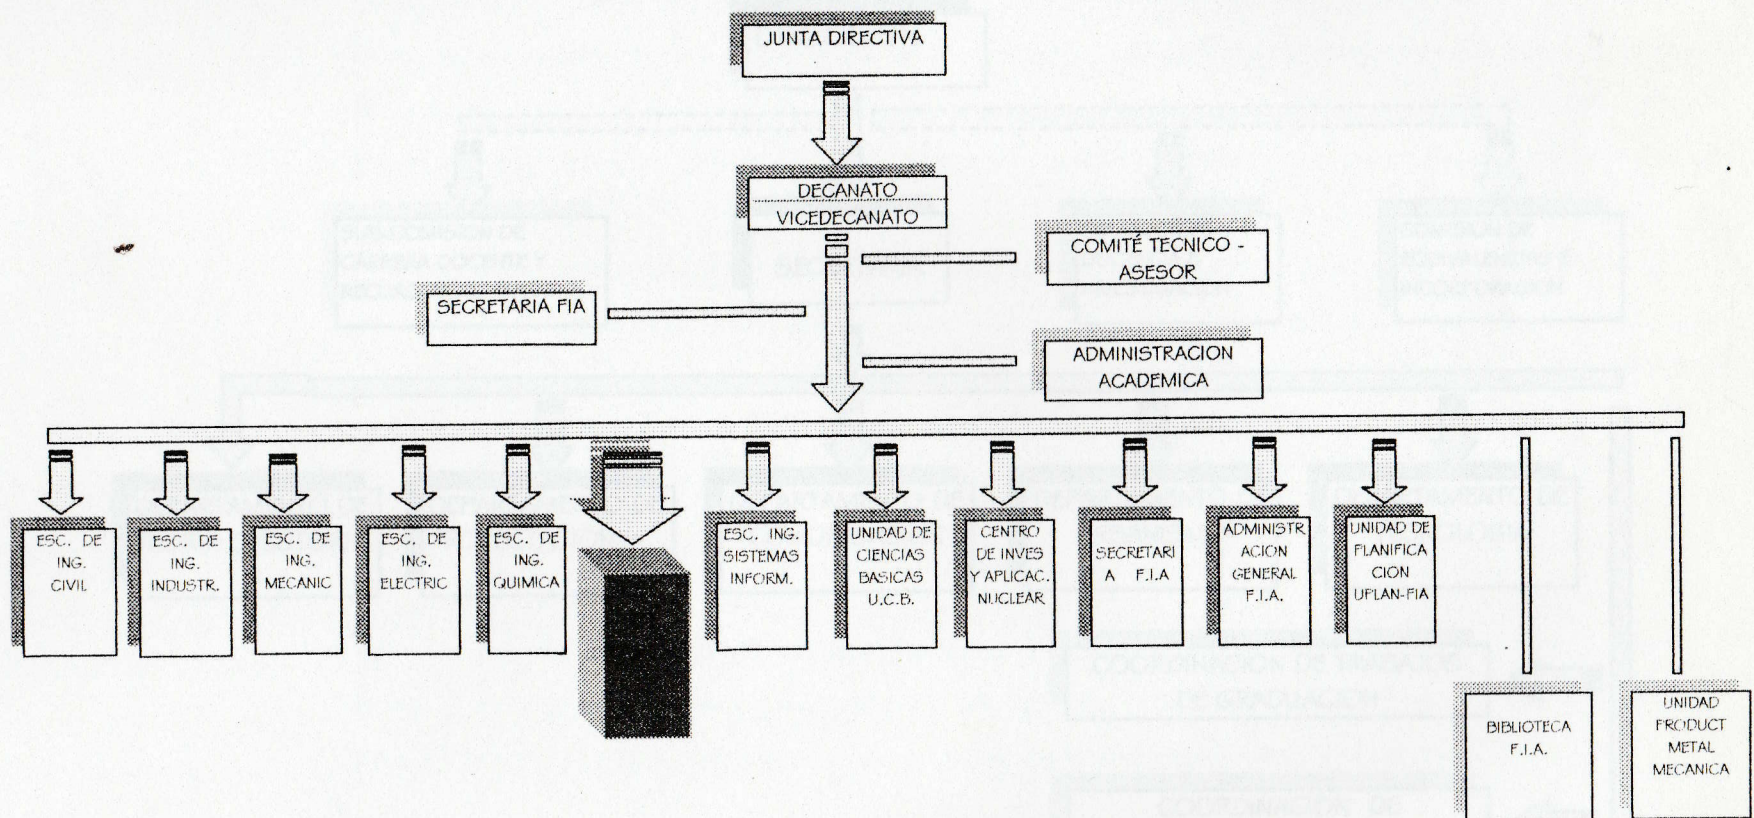 JUNTA DIRECTIVA
DECANATO
VICEDECANATO
COMITÉ TECNICO -
ASESOR
SECRETARIA FIA
ADMINISTRACION
ACADEMICA
ESC. DE
ING.
CIVIL
ESC. DE
ING.
INDUSTR.
ESC. DE
ING.
MECANIC
ESC. DE
ING.
ELECTRIC
ESC. DE
ING.
QUIMICA
ESC. ING.
SISTEMAS
INFORM.
UNIDAD DE
CIENCIAS
BASICAS
U.C.B.
CENTRO
DE INVES
Y APLICAC.
NUCLEAR
SECRETARI
A F.I.A
ADMINISTR
ACION
GENERAL
F.I.A.
UNIDAD DE
PLANIFICA
CION
UPLAN-FIA
BIBLIOTECA
F.I.A.
UNIDAD
PRODUCT
METAL
MECANICA